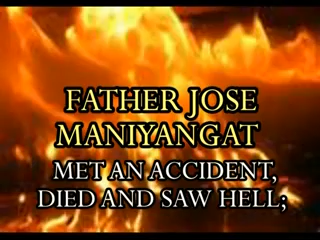 FATHER JOSE
MANIYANGAT
MET AN ACCIDENT,
DIED AND SAW HELL;